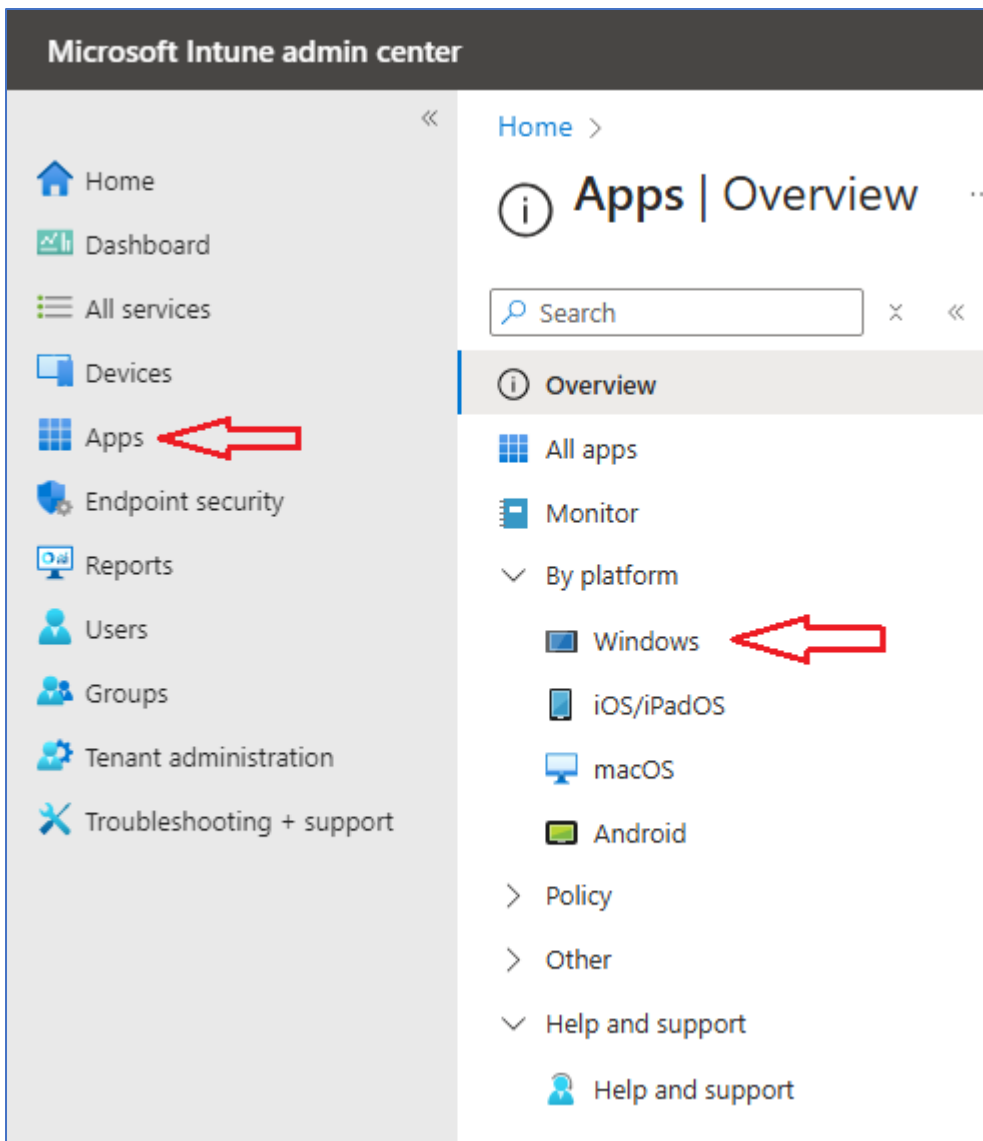 Microsoft Intune admin center
Home
Dashboard
All services
Devices
Apps
Endpoint security
Reports
Users
Groups
Tenant administration
Troubleshooting + support
Home >
Apps | Overview
Search
Overview
All apps
Monitor
By platform
Windows
iOS/iPadOS
macOS
Android
Policy
Other
Help and support
Help and support